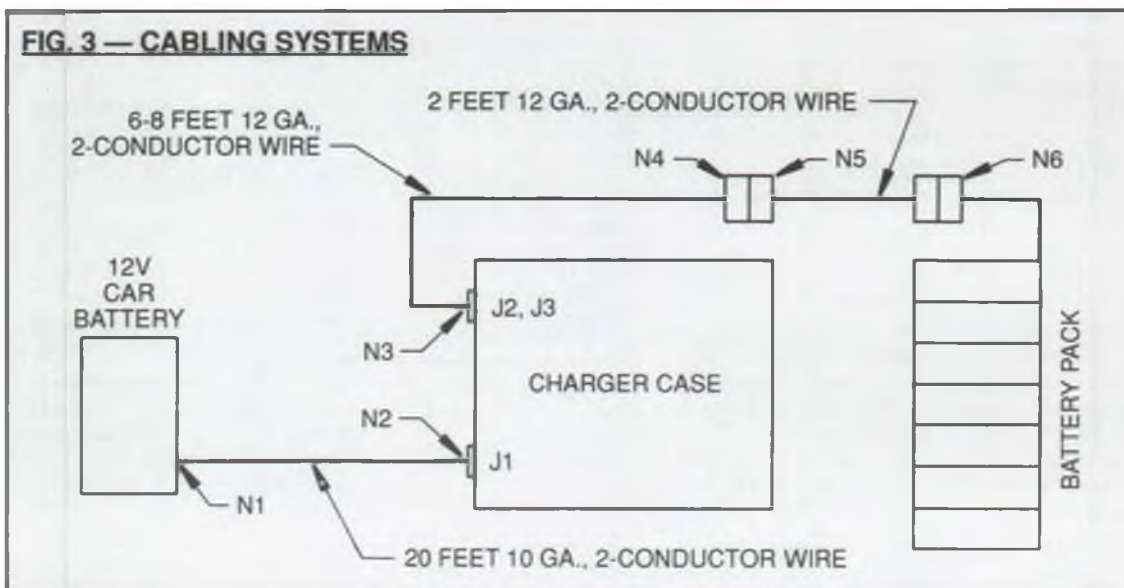 FIG. 3 — CABLING SYSTEMS
2 FEET 12 GA., 2-CONDUCTOR WIRE
6-8 FEET 12 GA.,
2-CONDUCTOR WIRE
N4
N5
N6
12V
CAR
BATTERY
J2, J3
N3
CHARGER CASE
BATTERY PACK
N2
J1
N1
20 FEET 10 GA., 2-CONDUCTOR WIRE